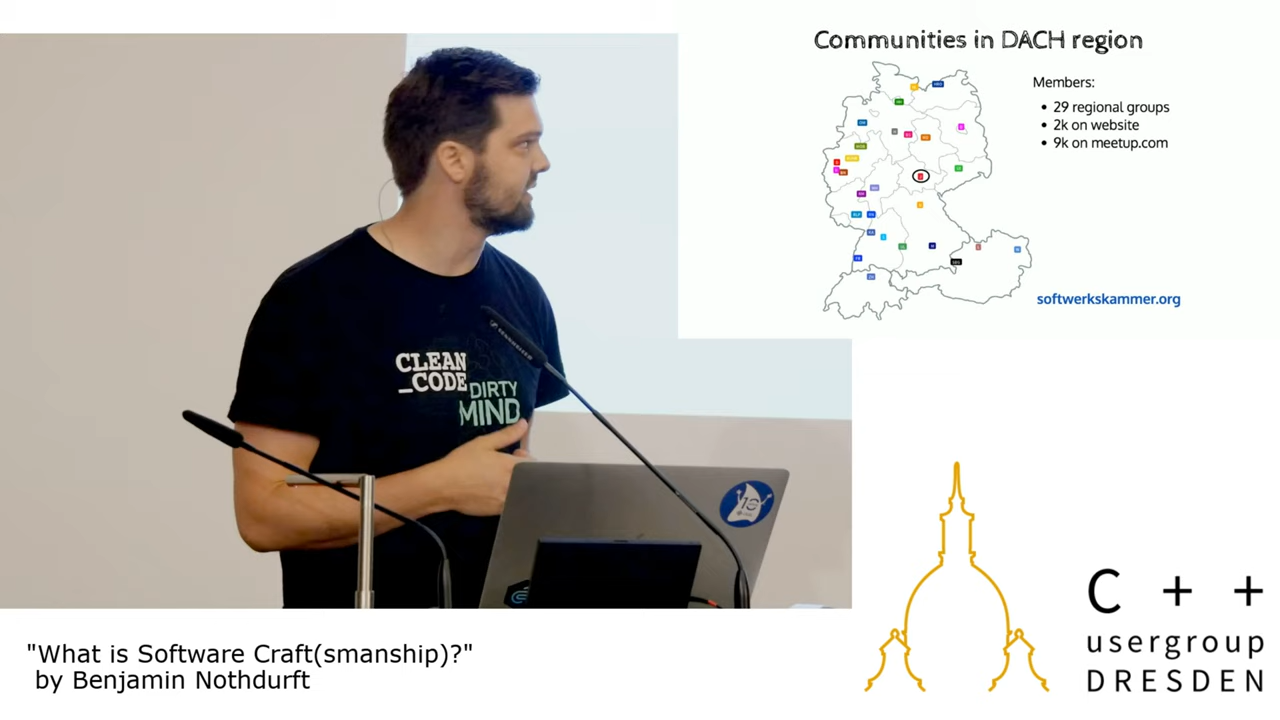 Communities in DACH region
Members:
• 29 regional groups
• 2k on website
• 9k on meetup.com
softwerkskammer.org
CLEAN
_CODE
DIRTY
MIND
10
"What is Software Craft(smanship)?"
by Benjamin Nothdurft
C + +
usergroup
DRESDEN